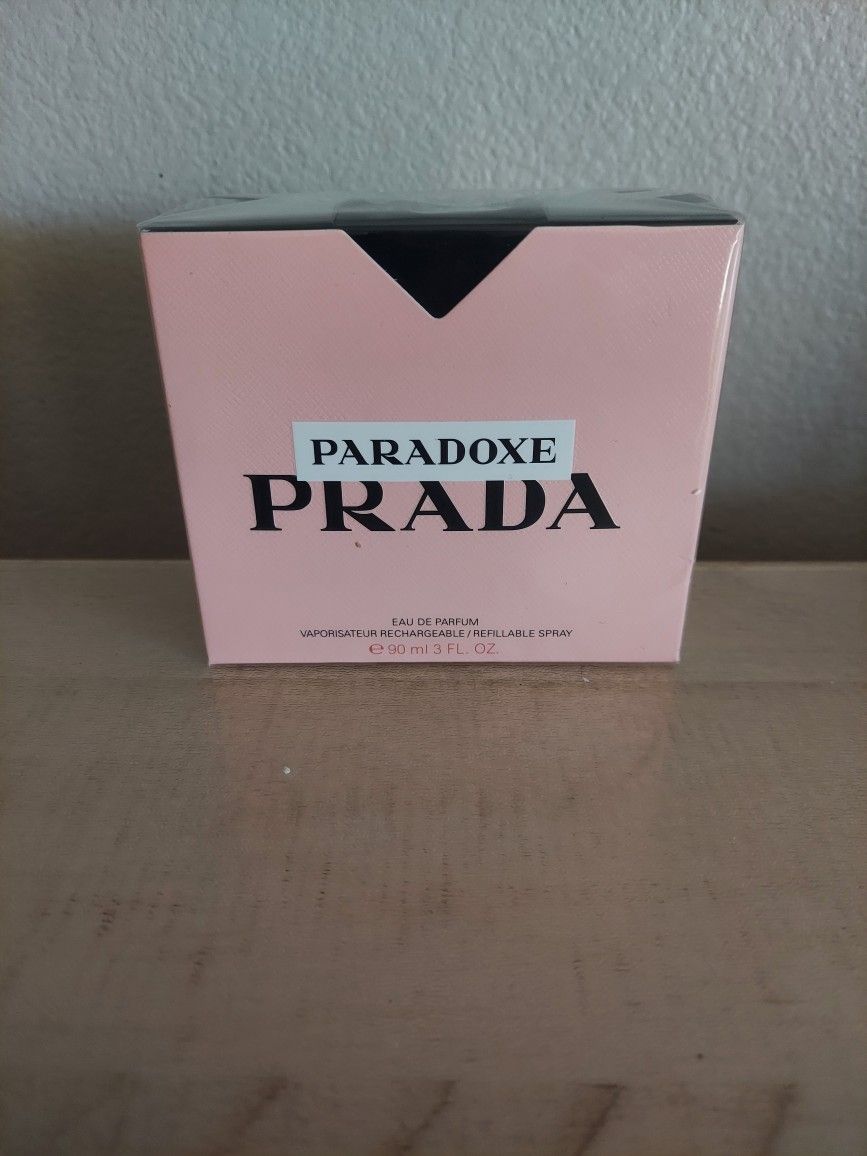 PARADOXE
PRADA
EAU DE PARFUM
VAPORISATEUR RECHARGEABLE / REFILLABLE SPRAY
℮ 90 ml 3 FL. OZ.